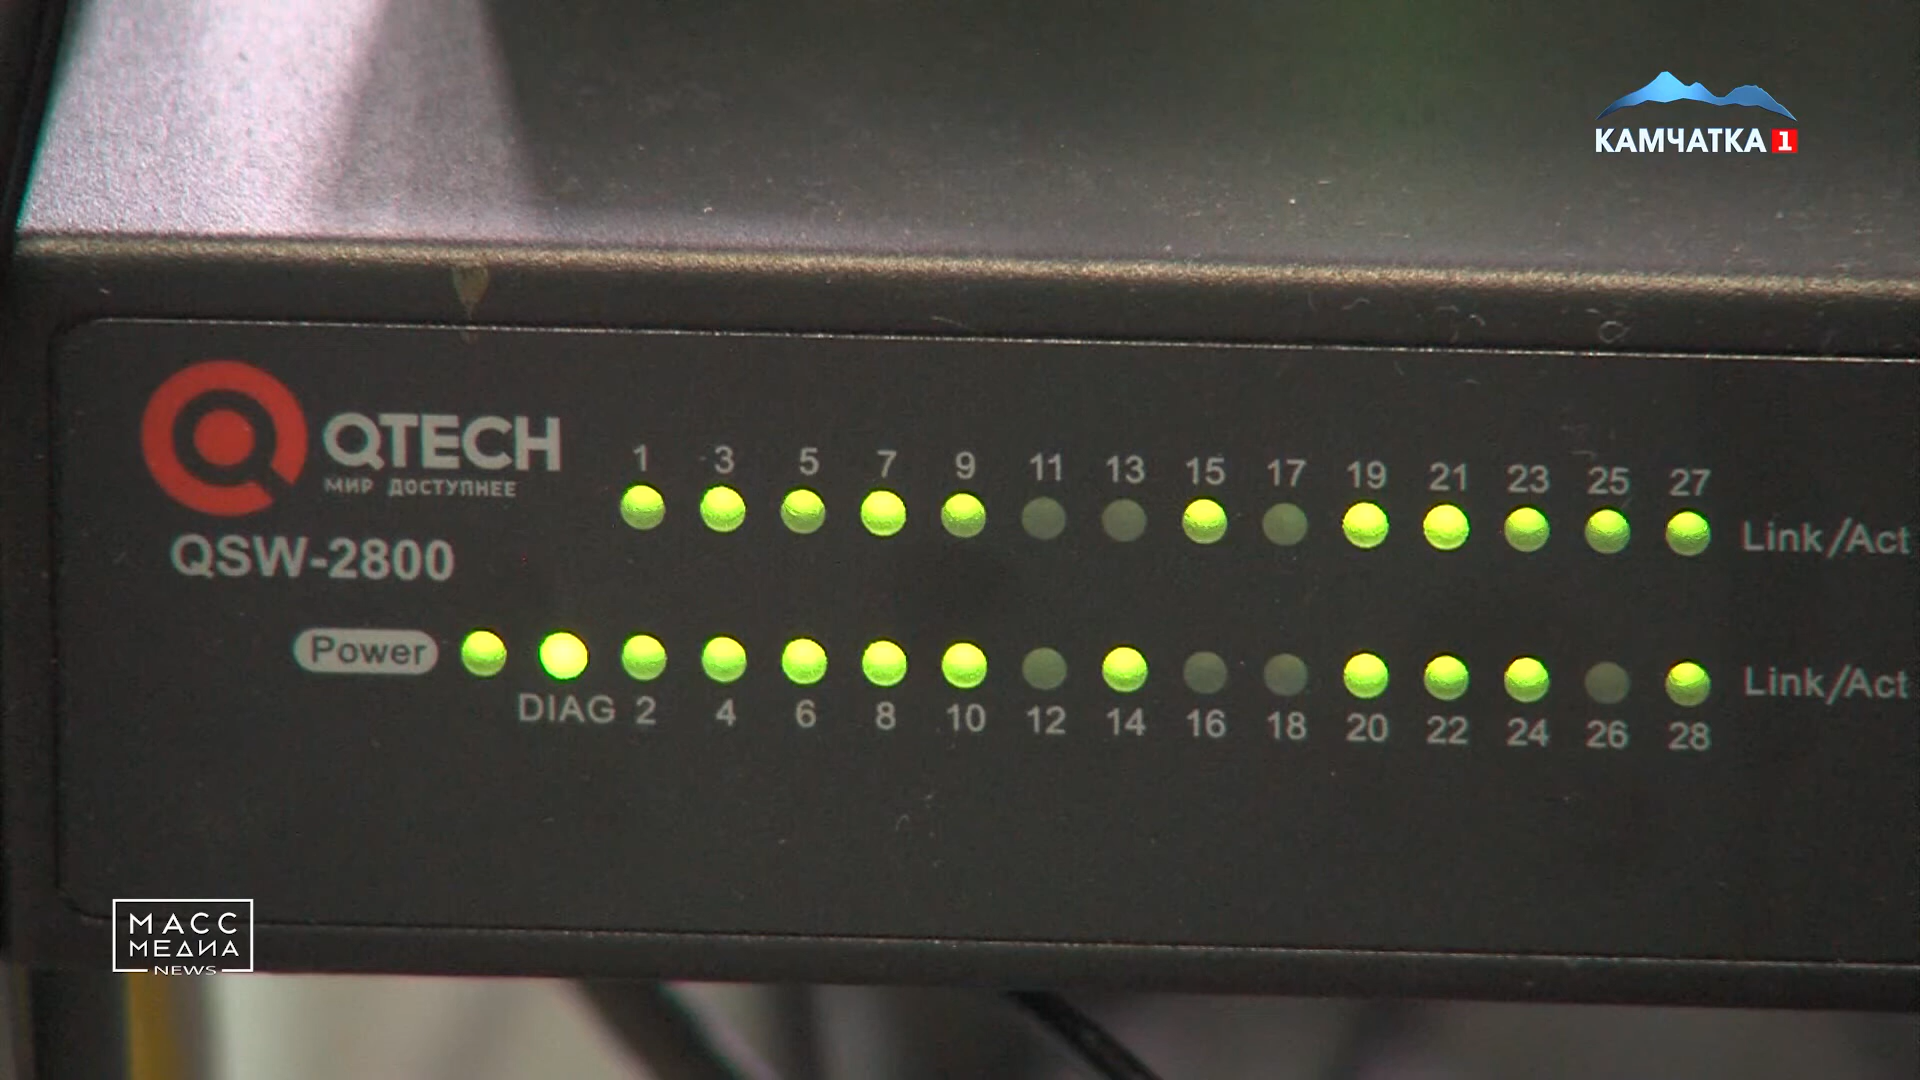 КАМЧАТКА 1
QTECH
МИР ДОСТУПНЕЕ
QSW-2800
1 3 5 7 9 11 13 15 17 19 21 23 25 27
Link/Act
Power
Link/Act
DIAG 2 4 6 8 10 12 14 16 18 20 22 24 26 28
МАСС
МЕДИА
NEWS